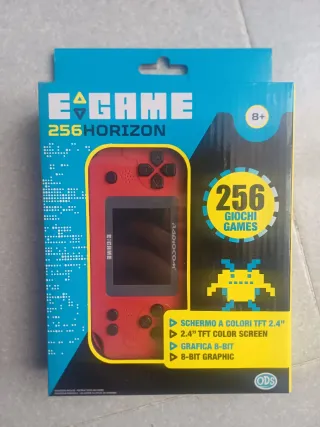 E GAME
256HORIZON
8+
256
GIOCHI
GAMES
E-GAME
256HORIZON
SCHERMO A COLORI TFT 2.4"
2.4" TFT COLOR SCREEN
GRAFICA 8-BIT
8-BIT GRAPHIC
ODS